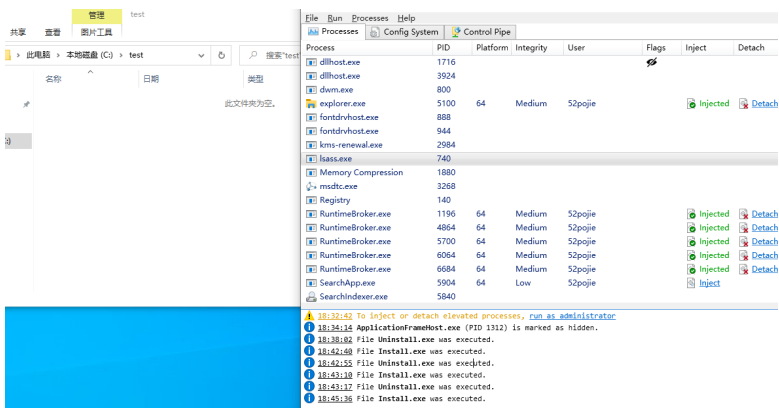 管理
test
共享 查看 图片工具
此电脑 > 本地磁盘 (C:) > test
搜索"test"
名称 日期 类型
此文件夹为空。
File Run Processes Help
Processes Config System Control Pipe
Process PID Platform Integrity User Flags Inject Detach
dllhost.exe 1716
dllhost.exe 3924
dwm.exe 800
explorer.exe 5100 64 Medium 52pojie Injected Detach
fontdrvhost.exe 888
fontdrvhost.exe 944
kms-renewal.exe 2984
lsass.exe 740
Memory Compression 1880
msdtc.exe 3268
Registry 140
RuntimeBroker.exe 1196 64 Medium 52pojie Injected Detach
RuntimeBroker.exe 4864 64 Medium 52pojie Injected Detach
RuntimeBroker.exe 5700 64 Medium 52pojie Injected Detach
RuntimeBroker.exe 6064 64 Medium 52pojie Injected Detach
RuntimeBroker.exe 6684 64 Medium 52pojie Injected Detach
SearchApp.exe 5904 64 Low 52pojie Inject
SearchIndexer.exe 5840
18:32:42 To inject or detach elevated processes, run as administrator
18:34:14 ApplicationFrameHost.exe (PID 1312) is marked as hidden.
18:38:02 File Uninstall.exe was executed.
18:42:40 File Install.exe was executed.
18:42:55 File Uninstall.exe was executed.
18:43:10 File Install.exe was executed.
18:43:17 File Uninstall.exe was executed.
18:45:36 File Install.exe was executed.